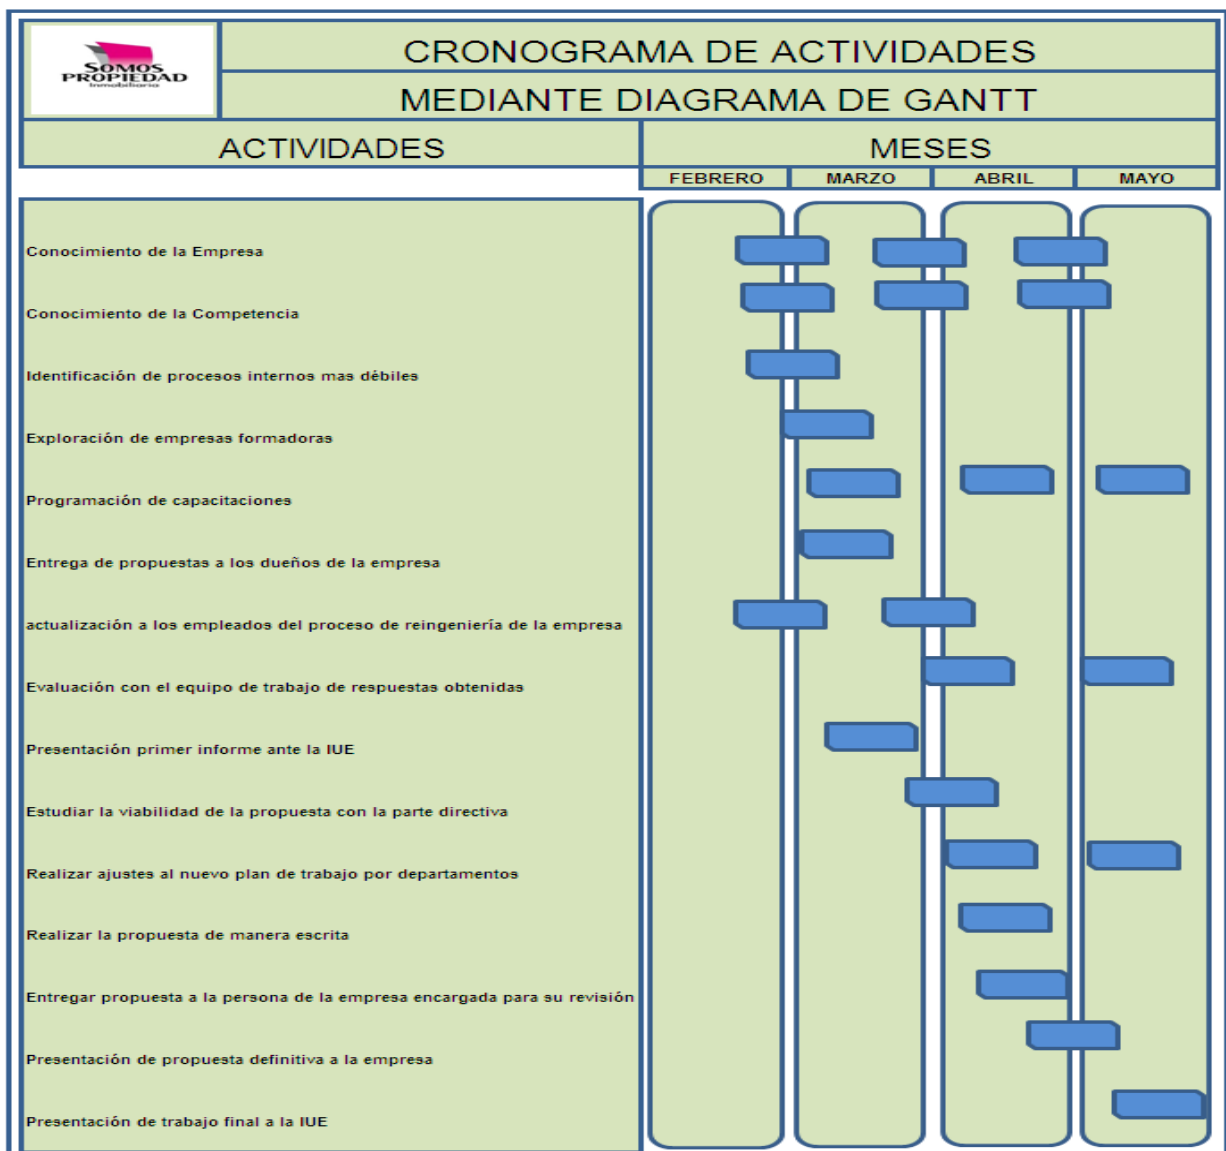 SOMOS
PROPIEDAD
Inmobiliaria
CRONOGRAMA DE ACTIVIDADES
MEDIANTE DIAGRAMA DE GANTT
ACTIVIDADES
MESES
FEBRERO MARZO ABRIL MAYO
Conocimiento de la Empresa
Conocimiento de la Competencia
Identificación de procesos internos mas débiles
Exploración de empresas formadoras
Programación de capacitaciones
Entrega de propuestas a los dueños de la empresa
actualización a los empleados del proceso de reingeniería de la empresa
Evaluación con el equipo de trabajo de respuestas obtenidas
Presentación primer informe ante la IUE
Estudiar la viabilidad de la propuesta con la parte directiva
Realizar ajustes al nuevo plan de trabajo por departamentos
Realizar la propuesta de manera escrita
Entregar propuesta a la persona de la empresa encargada para su revisión
Presentación de propuesta definitiva a la empresa
Presentación de trabajo final a la IUE